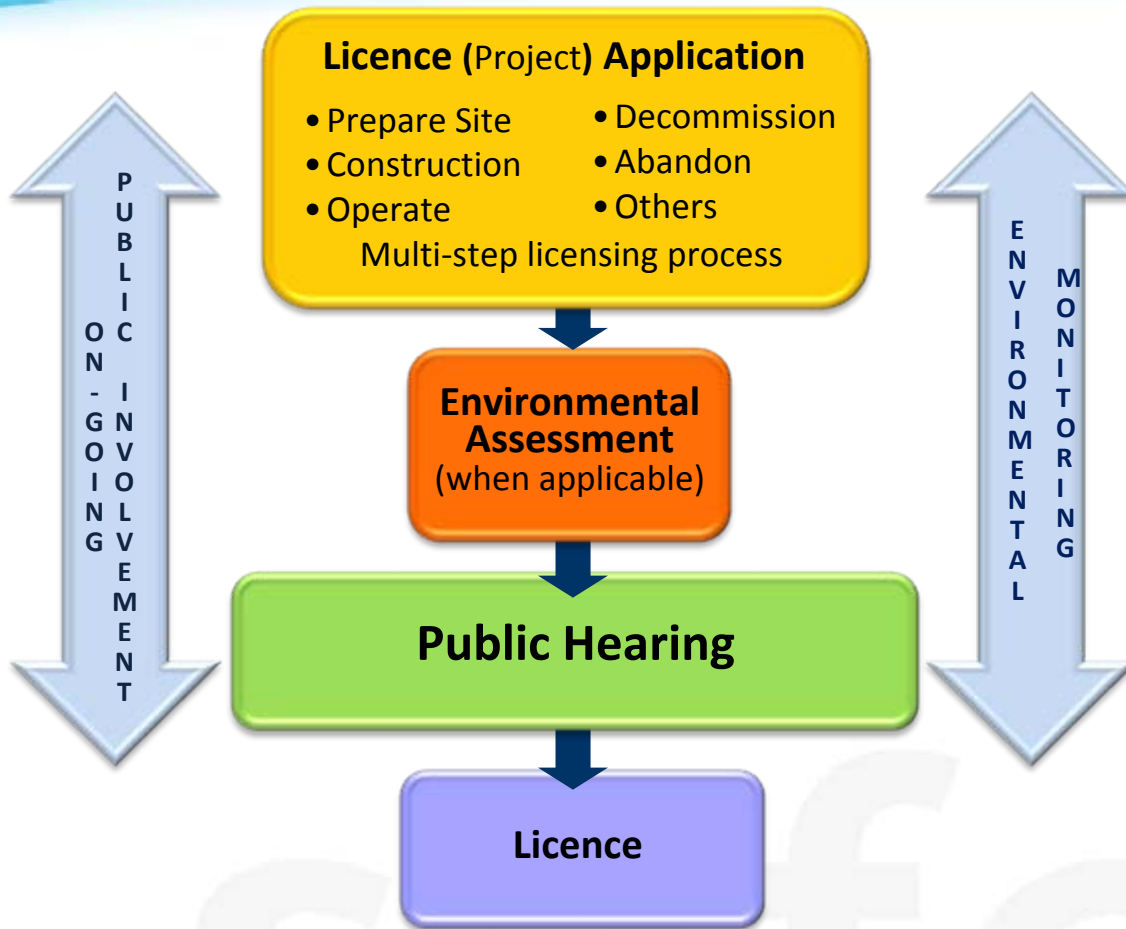 Licence (Project) Application
• Prepare Site
• Construction
• Operate
• Decommission
• Abandon
• Others
Multi-step licensing process
ON-GOING
PUBLIC INVOLVEMENT
ENVIRONMENTAL
MONITORING
Environmental
Assessment
(when applicable)
Public Hearing
Licence